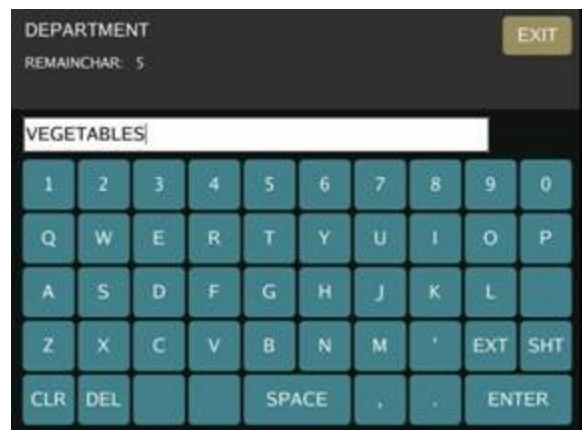 DEPARTMENT EXIT
REMAINCHAR: 5
VEGETABLES
1 2 3 4 5 6 7 8 9 0
Q W E R T Y U I O P
A S D F G H J K L
Z X C V B N M ' EXT SHT
CLR DEL SPACE , . ENTER